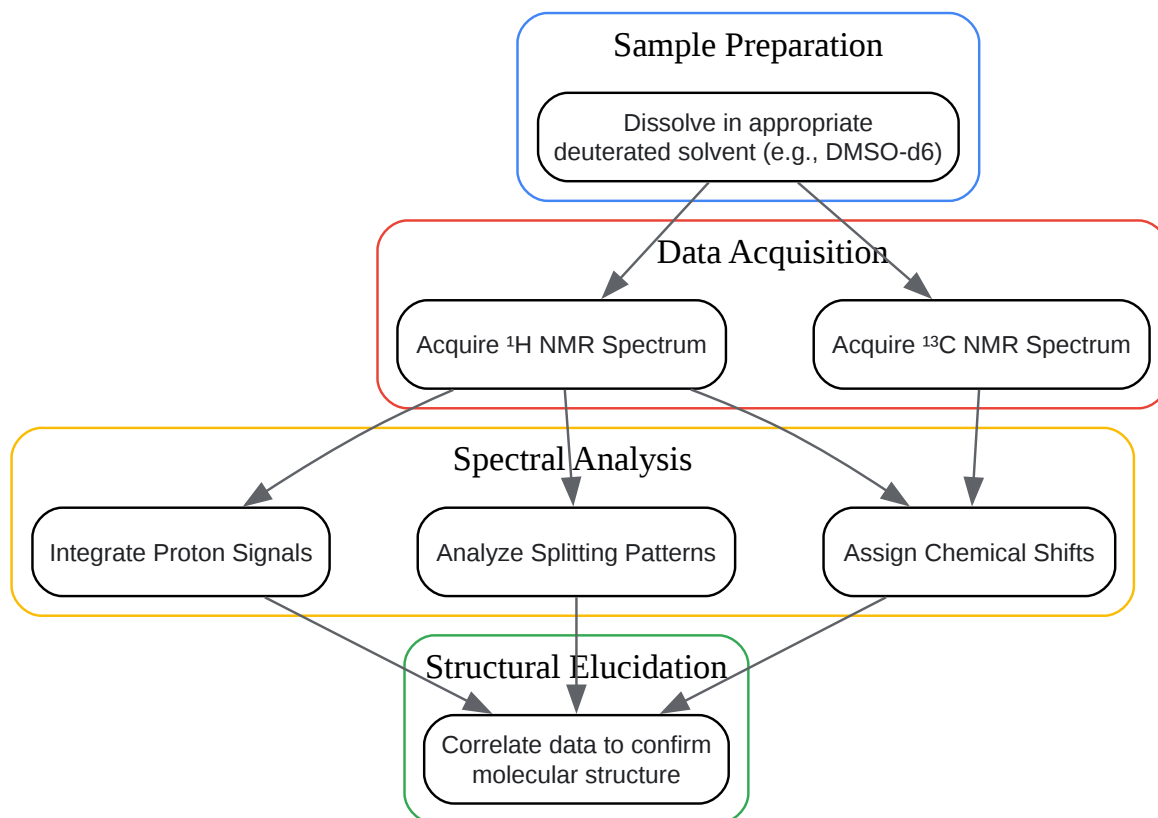 Sample Preparation
Dissolve in appropriate
deuterated solvent (e.g., DMSO-d6)
Data Acquisition
Acquire ¹H NMR Spectrum
Acquire ¹³C NMR Spectrum
Spectral Analysis
Integrate Proton Signals
Analyze Splitting Patterns
Assign Chemical Shifts
Structural Elucidation
Correlate data to confirm
molecular structure